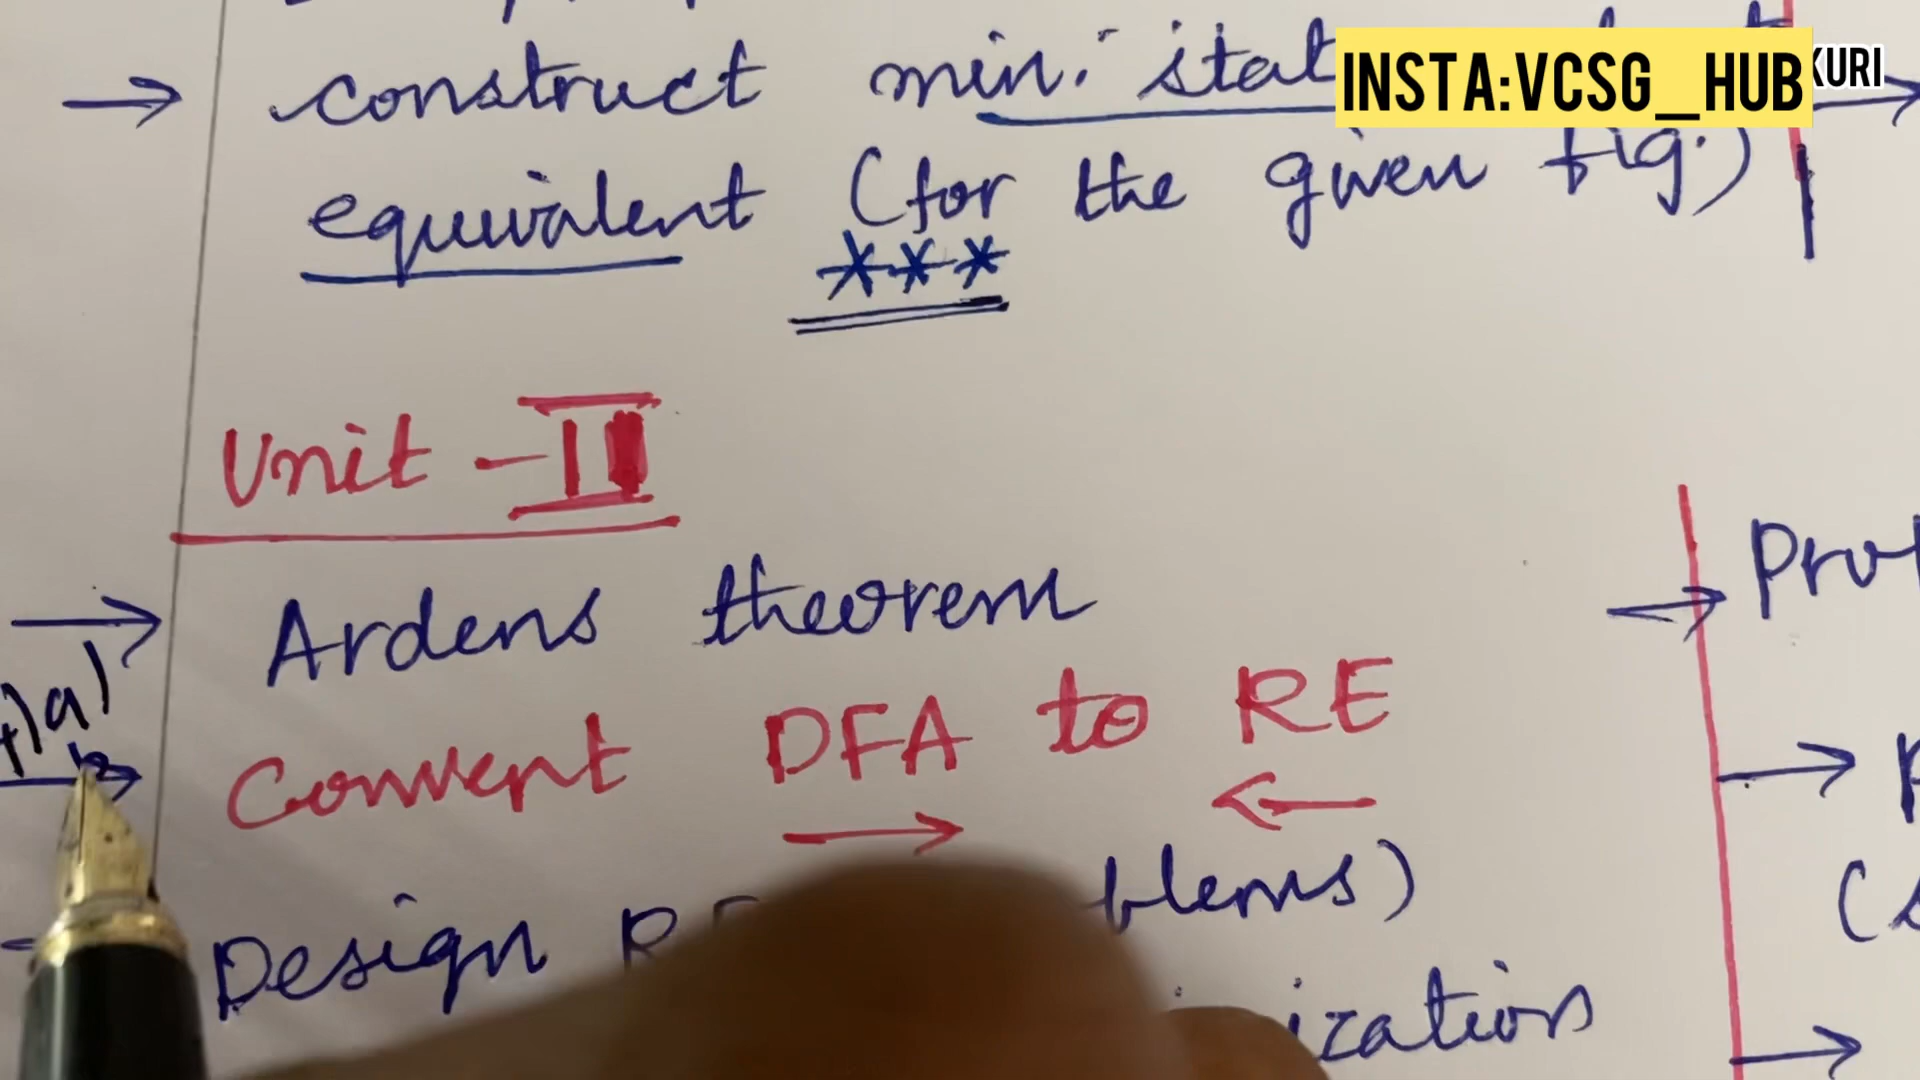 construct min. stat
INSTA:VCSG_HUB
KURI
equivalent (for the given fig.)
***
Unit - II
Ardens theorem
Convert DFA to RE
Design blems)
ization